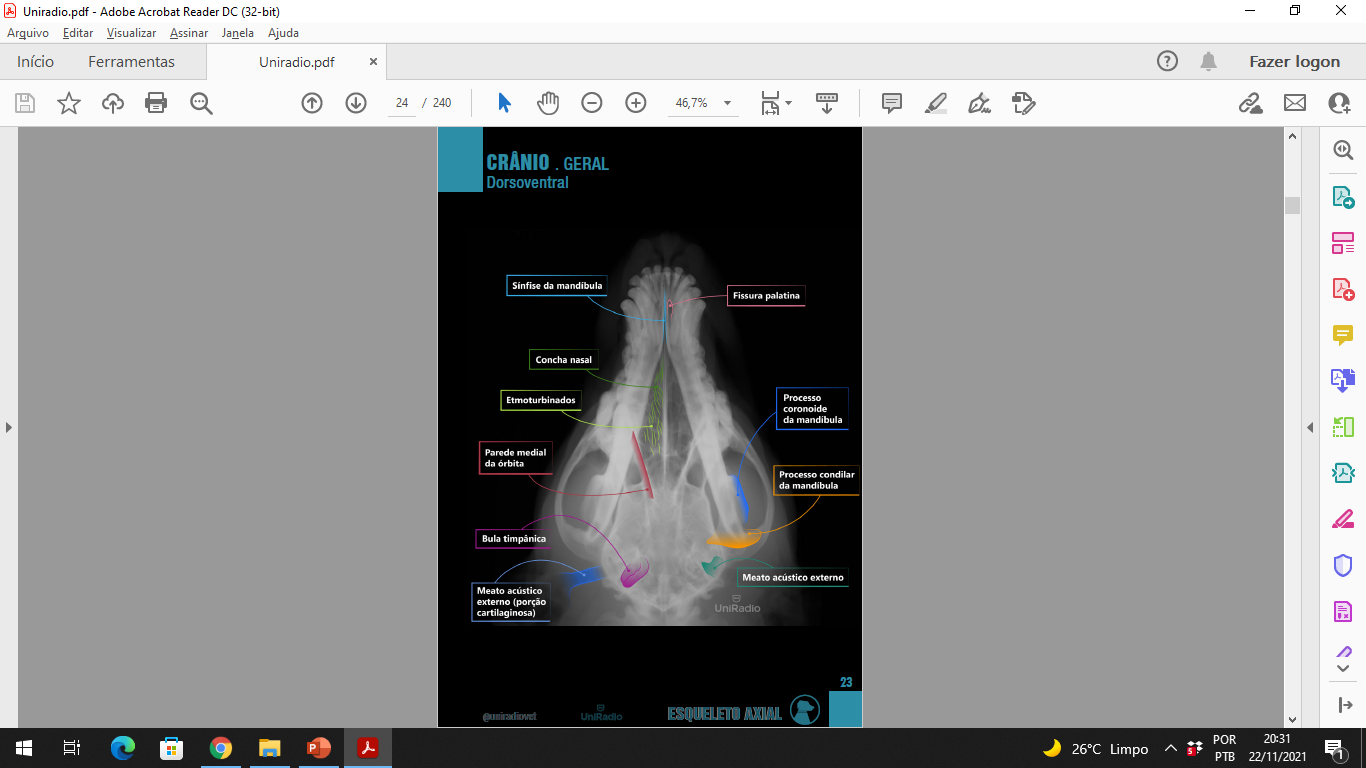 Uniradio.pdf - Adobe Acrobat Reader DC (32-bit)
Arquivo Editar Visualizar Assinar Janela Ajuda
Início Ferramentas Uniradio.pdf × Fazer logon
24 / 240 46,7%
CRÂNIO . GERAL
Dorsoventral
Sínfise da mandíbula
Fissura palatina
Concha nasal
Etmoturbinados
Processo
coronoide
da mandíbula
Parede medial
da órbita
Processo condilar
da mandíbula
Bula timpânica
Meato acústico externo
Meato acústico
externo (porção
cartilaginosa)
UniRadio
23
@uniradiovet UniRadio ESQUELETO AXIAL
26°C Limpo
POR
PTB
20:31
22/11/2021
1